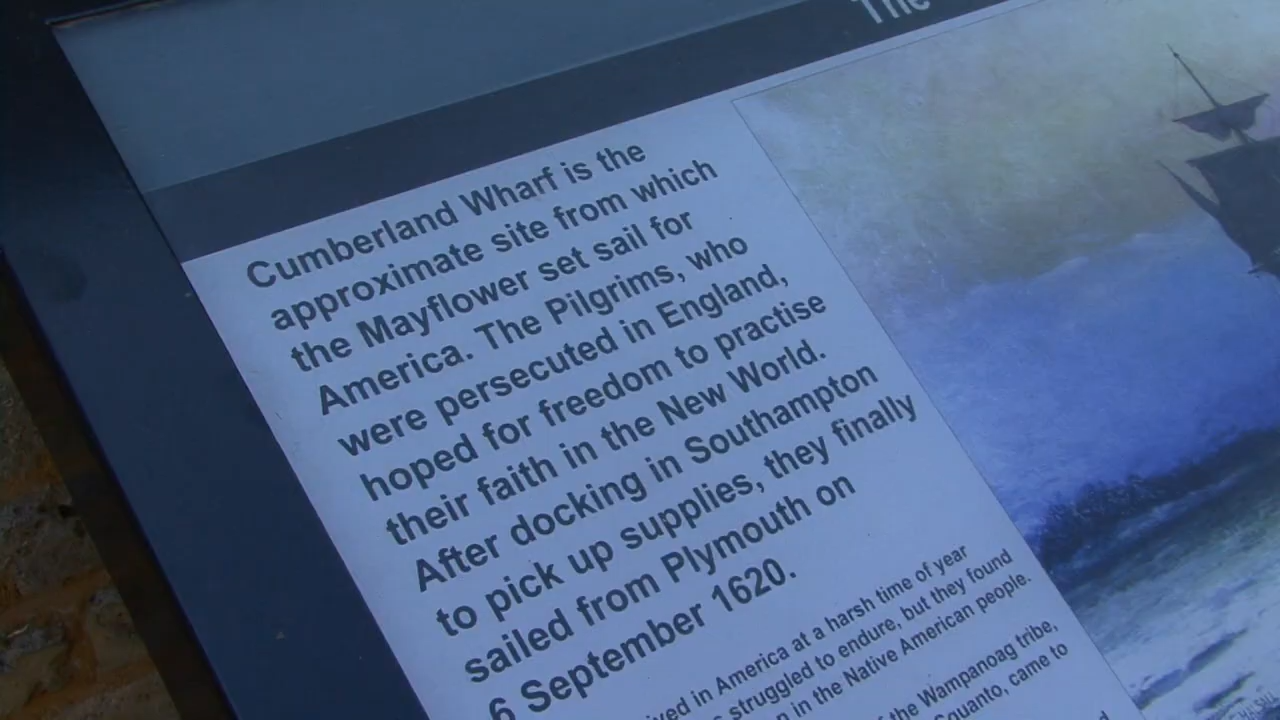 The
Cumberland Wharf is the
approximate site from which
the Mayflower set sail for
America. The Pilgrims, who
were persecuted in England,
hoped for freedom to practise
their faith in the New World.
After docking in Southampton
to pick up supplies, they finally
sailed from Plymouth on
6 September 1620.
in America at a harsh time of year
struggled to endure, but they found
in the Native American people.
the Wampanoag tribe,
Squanto, came to